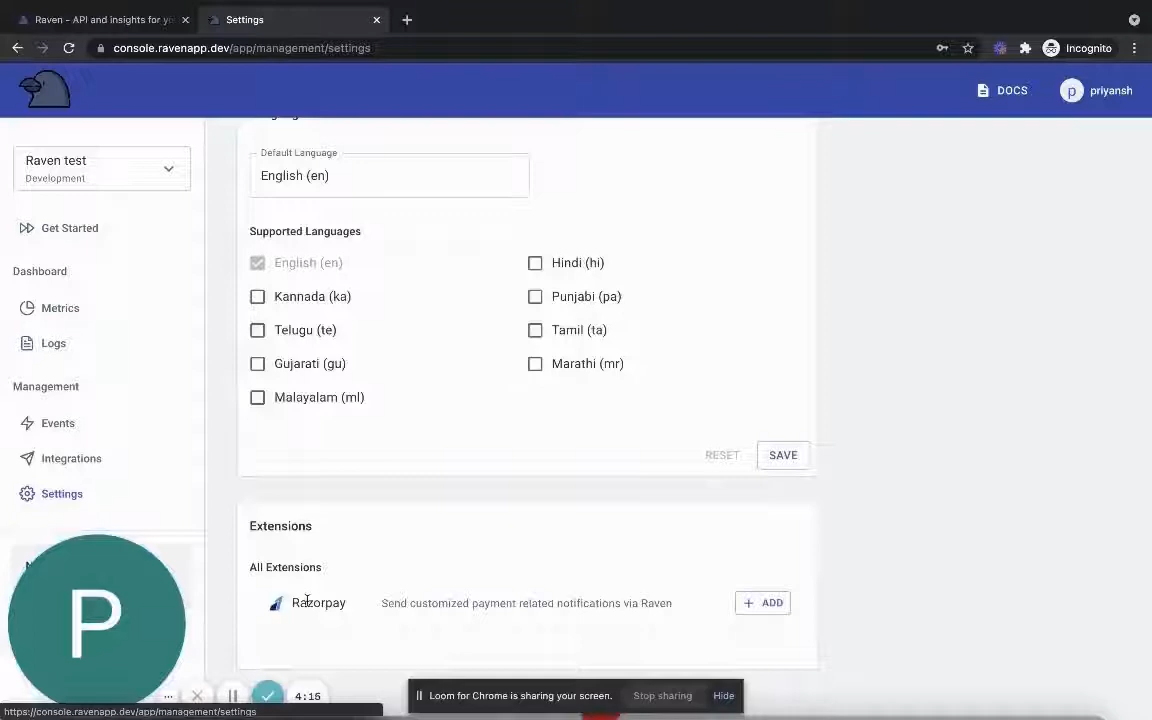 Raven - API and insights for yo
Settings
console.ravenapp.dev/app/management/settings
Incognito
DOCS
p
priyansh
Raven test
Development
Get Started
Dashboard
Metrics
Logs
Management
Events
Integrations
Settings
Default Language
English (en)
Supported Languages
English (en)
Hindi (hi)
Kannada (ka)
Punjabi (pa)
Telugu (te)
Tamil (ta)
Gujarati (gu)
Marathi (mr)
Malayalam (ml)
RESET
SAVE
Extensions
All Extensions
Razorpay
Send customized payment related notifications via Raven
+ ADD
P
4:15
Loom for Chrome is sharing your screen.
Stop sharing
Hide
https://console.ravenapp.dev/app/management/settings